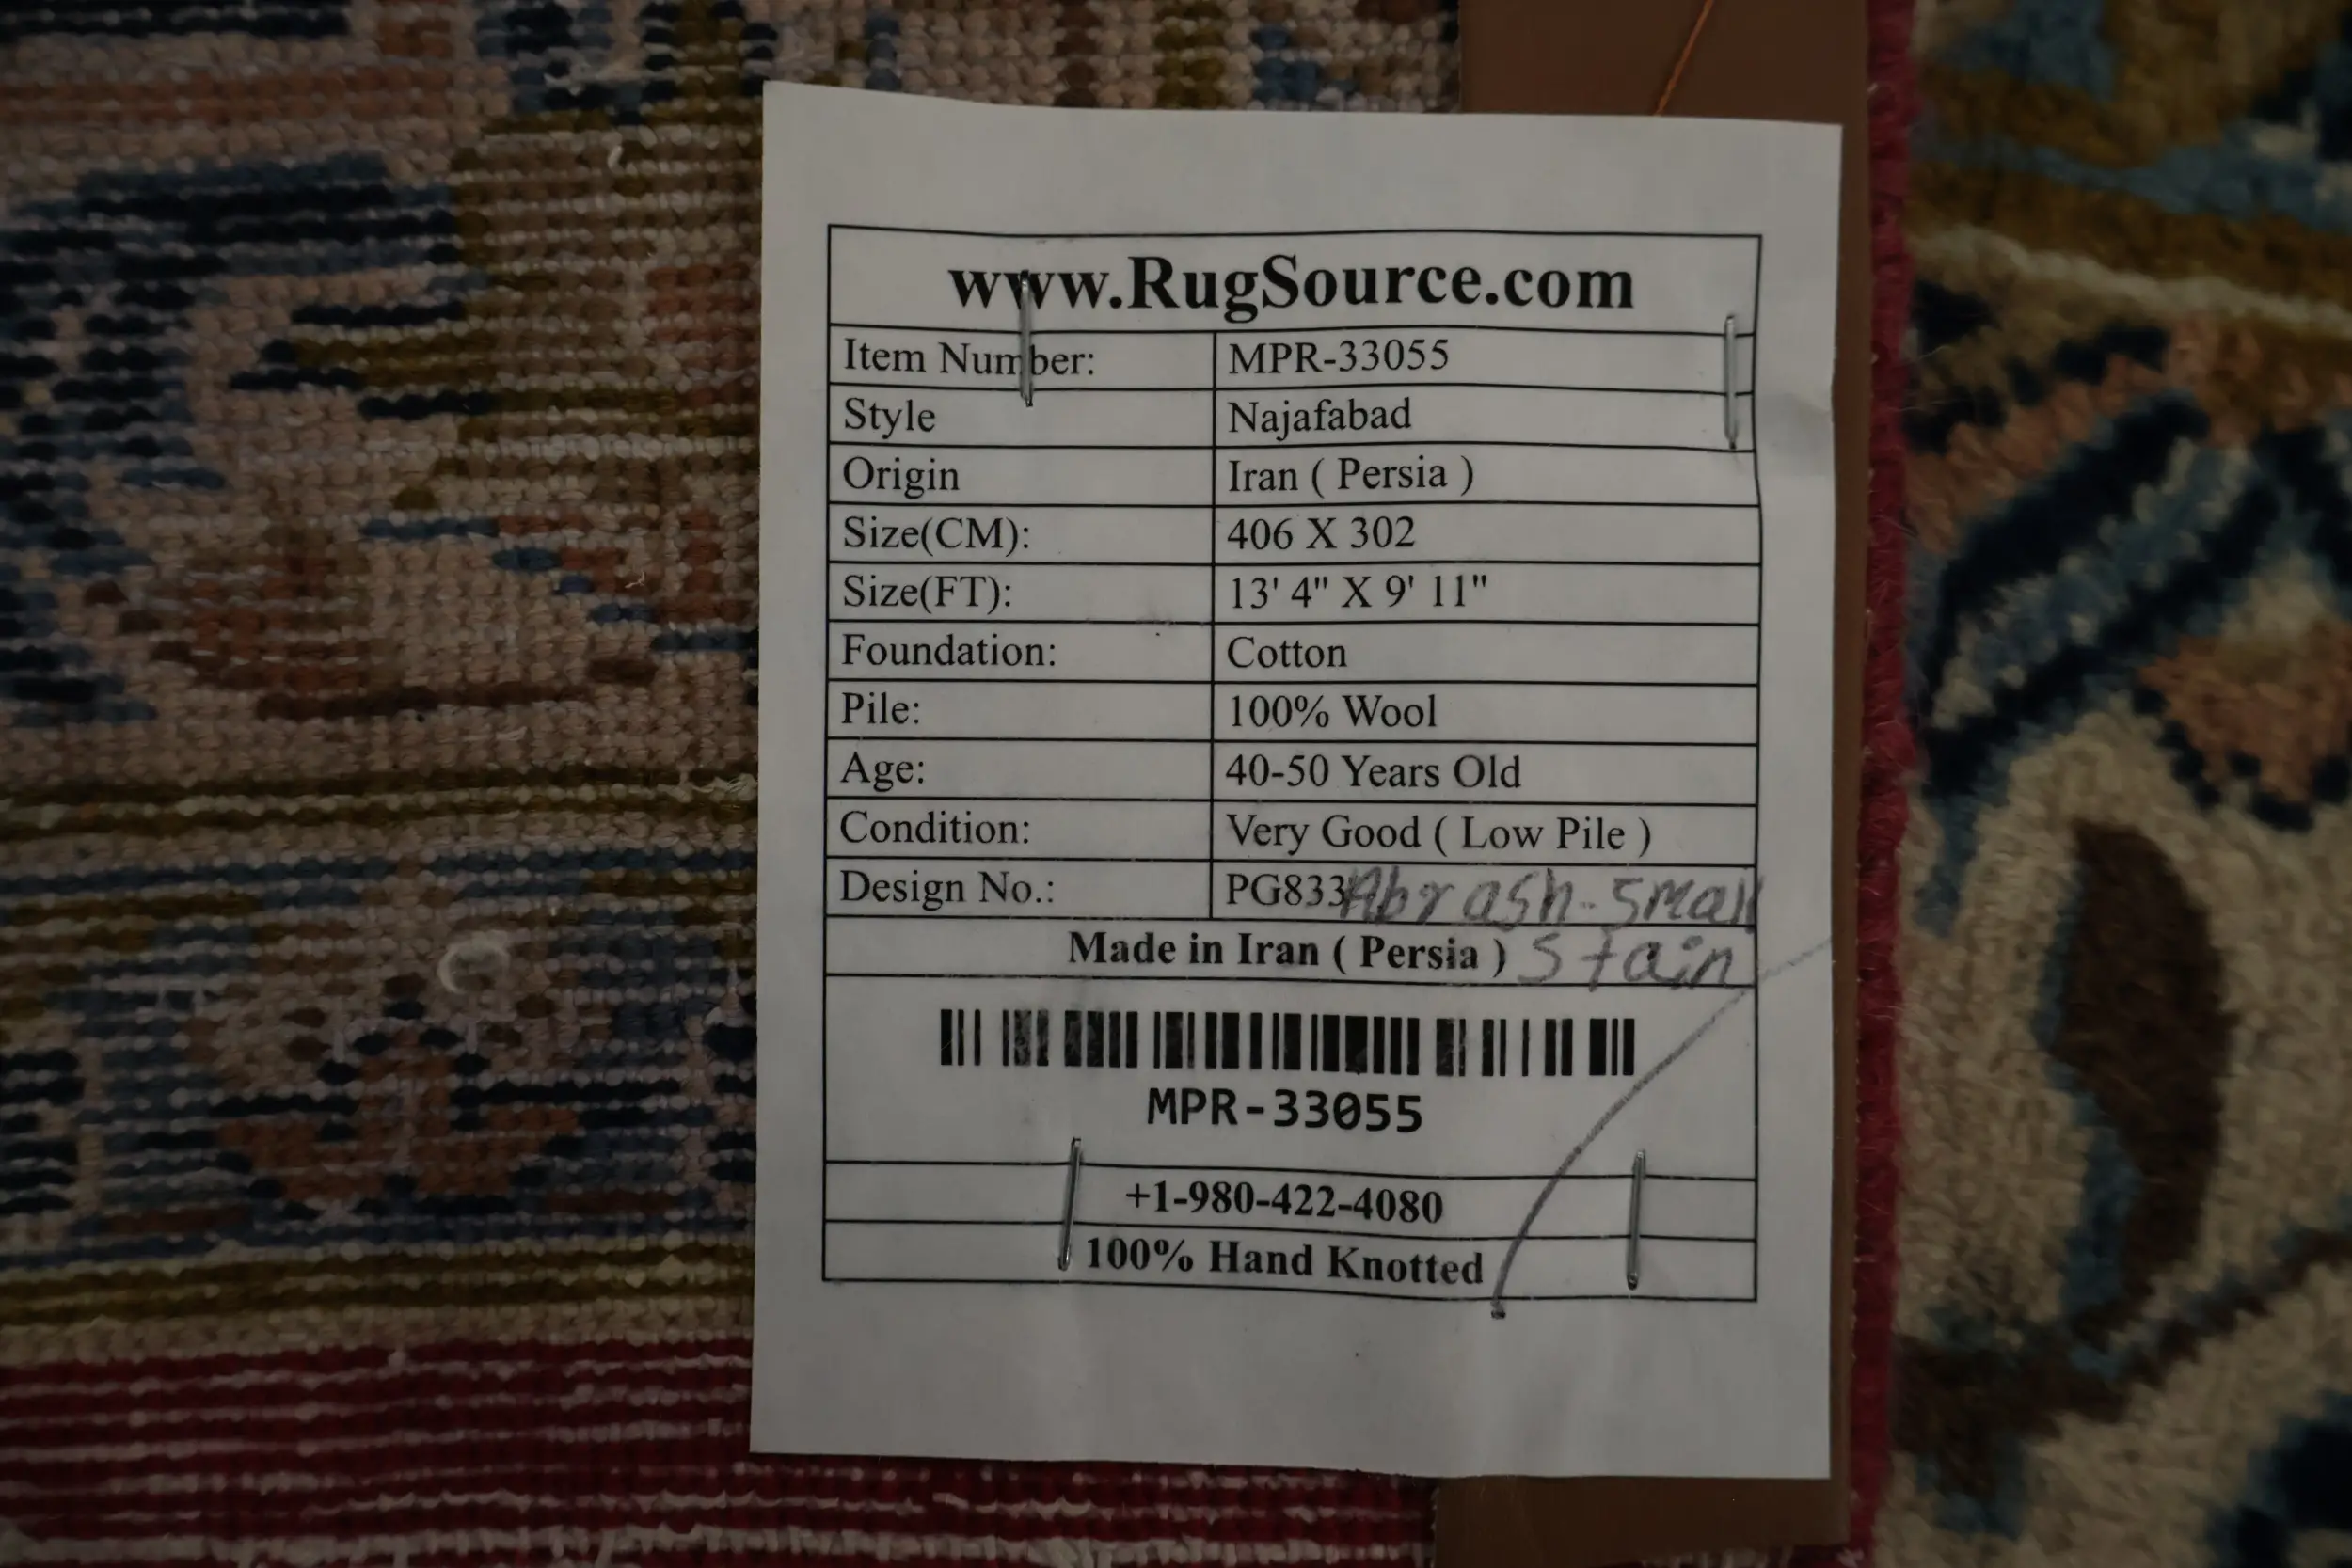 www.RugSource.com
Item Number: MPR-33055
Style Najafabad
Origin Iran ( Persia )
Size(CM): 406 X 302
Size(FT): 13' 4" X 9' 11"
Foundation: Cotton
Pile: 100% Wool
Age: 40-50 Years Old
Condition: Very Good ( Low Pile )
Design No.: PG833 Abrash-small
Made in Iran ( Persia ) stain
MPR-33055
+1-980-422-4080
100% Hand Knotted